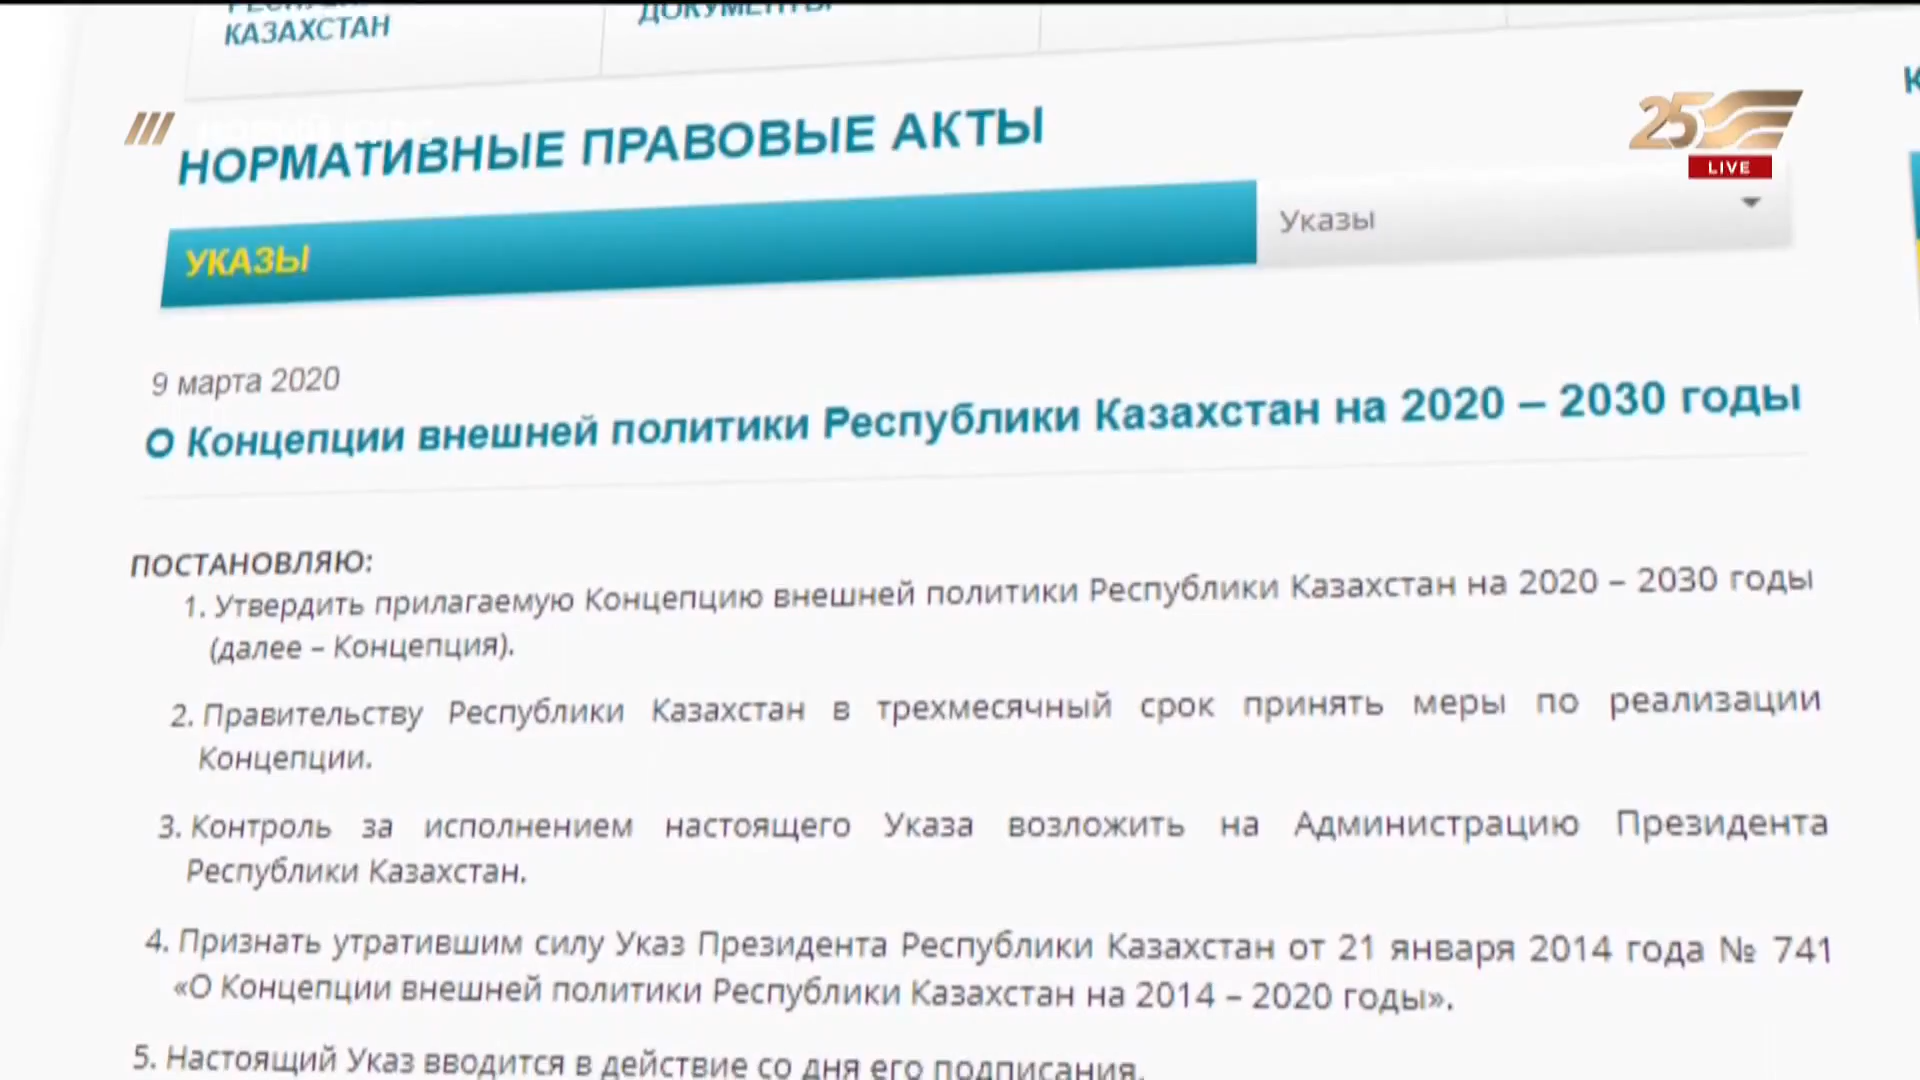 КАЗАХСТАН
ДОКУМЕНТЫ
НОРМАТИВНЫЕ ПРАВОВЫЕ АКТЫ
25
LIVE
УКАЗЫ
Указы
9 марта 2020
О Концепции внешней политики Республики Казахстан на 2020 – 2030 годы
ПОСТАНОВЛЯЮ:
1. Утвердить прилагаемую Концепцию внешней политики Республики Казахстан на 2020 – 2030 годы
(далее – Концепция).
2. Правительству Республики Казахстан в трехмесячный срок принять меры по реализации
Концепции.
3. Контроль за исполнением настоящего Указа возложить на Администрацию Президента
Республики Казахстан.
4. Признать утратившим силу Указ Президента Республики Казахстан от 21 января 2014 года № 741
«О Концепции внешней политики Республики Казахстан на 2014 – 2020 годы».
5. Настоящий Указ вводится в действие со дня его подписания.